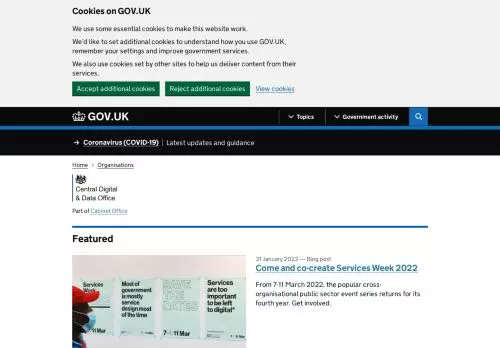 Cookies on GOV.UK
We use some essential cookies to make this website work.
We'd like to set additional cookies to understand how you use GOV.UK,
remember your settings and improve government services.
We also use cookies set by other sites to help us deliver content from their
services.
Accept additional cookies
Reject additional cookies
View cookies
GOV.UK
Topics
Government activity
→ Coronavirus (COVID-19) | Latest updates and guidance
Home > Organisations
Central Digital
& Data Office
Part of Cabinet Office
Featured
Services
Week
11 Mar
Most of
government
is mostly
service
design most
of the time
11 Mar
SAVE
THE
DATES
11 Mar
Services
are too
important
to be left
to digital*
31 January 2022 — Blog post
Come and co-create Services Week 2022
From 7-11 March 2022, the popular cross-
organisational public sector event series returns for its
fourth year. Get involved.